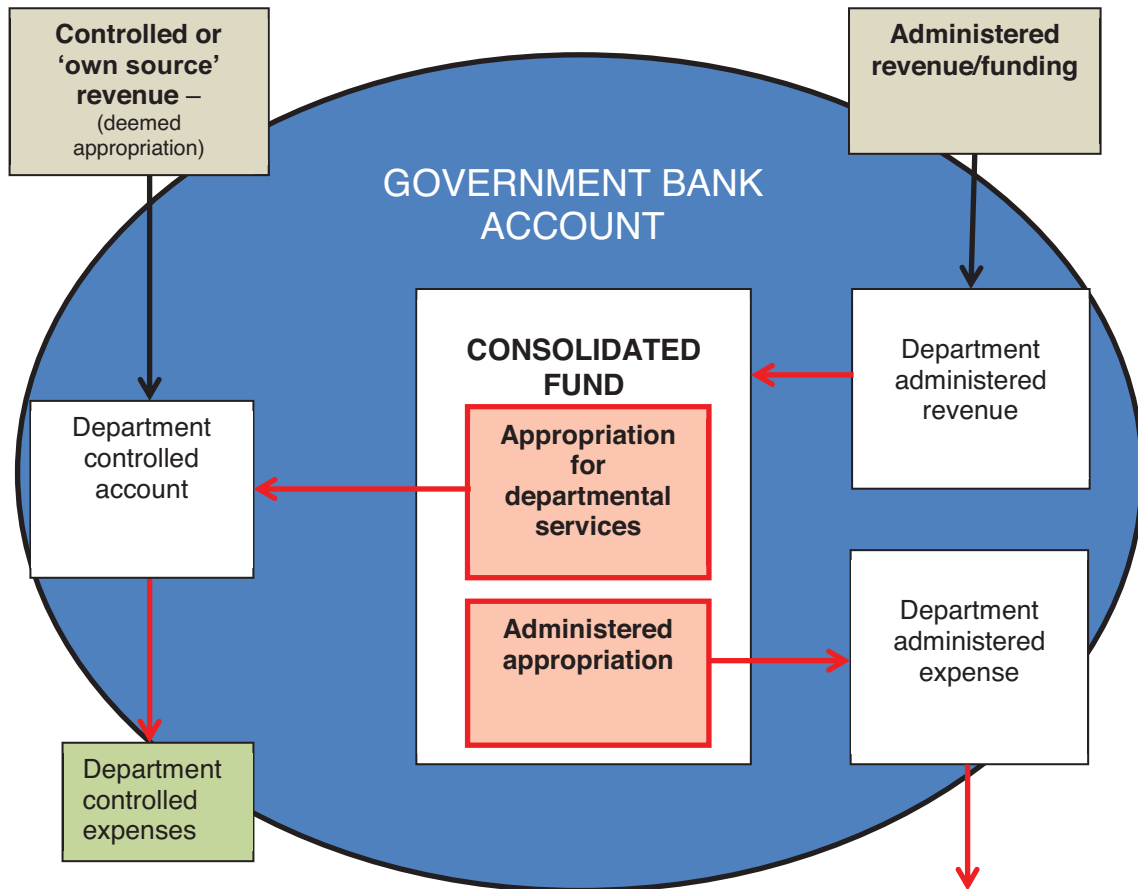 Controlled or
‘own source’
revenue –
(deemed
appropriation)
Administered
revenue/funding
GOVERNMENT BANK
ACCOUNT
CONSOLIDATED
FUND
Appropriation
for
departmental
services
Administered
appropriation
Department
administered
revenue
Department
controlled
account
Department
administered
expense
Department
controlled
expenses